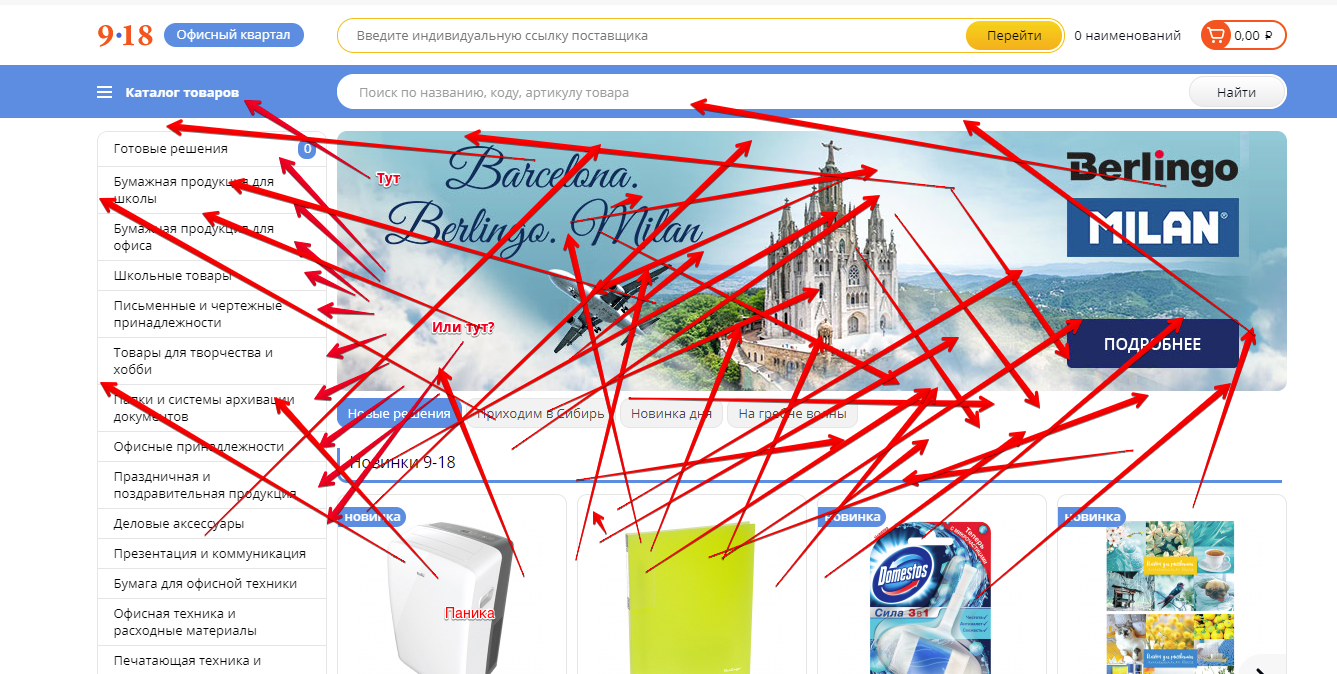 9·18
Офисный квартал
Введите индивидуальную ссылку поставщика
Перейти
0 наименований
0,00 ₽
Каталог товаров
Поиск по названию, коду, артикулу товара
Найти
Готовые решения
0
Бумажная продукция для
школы
Бумажная продукция для
офиса
Школьные товары
Письменные и чертежные
принадлежности
Товары для творчества и
хобби
Папки и системы архивации
документов
Офисные принадлежности
Праздничная и
поздравительная продукция
Деловые аксессуары
Презентация и коммуникация
Бумага для офисной техники
Офисная техника и
расходные материалы
Печатающая техника и
Тут
Или тут?
Barcelona.
Berlingo. Milan
Berlingo
MILAN®
ПОДРОБНЕЕ
Новые решения
Приходим в Сибирь
Новинка дня
На гребне волны
Новинки 9-18
новинка
Паника
новинка
Теперь
Domestos
Сила 3в1
новинка